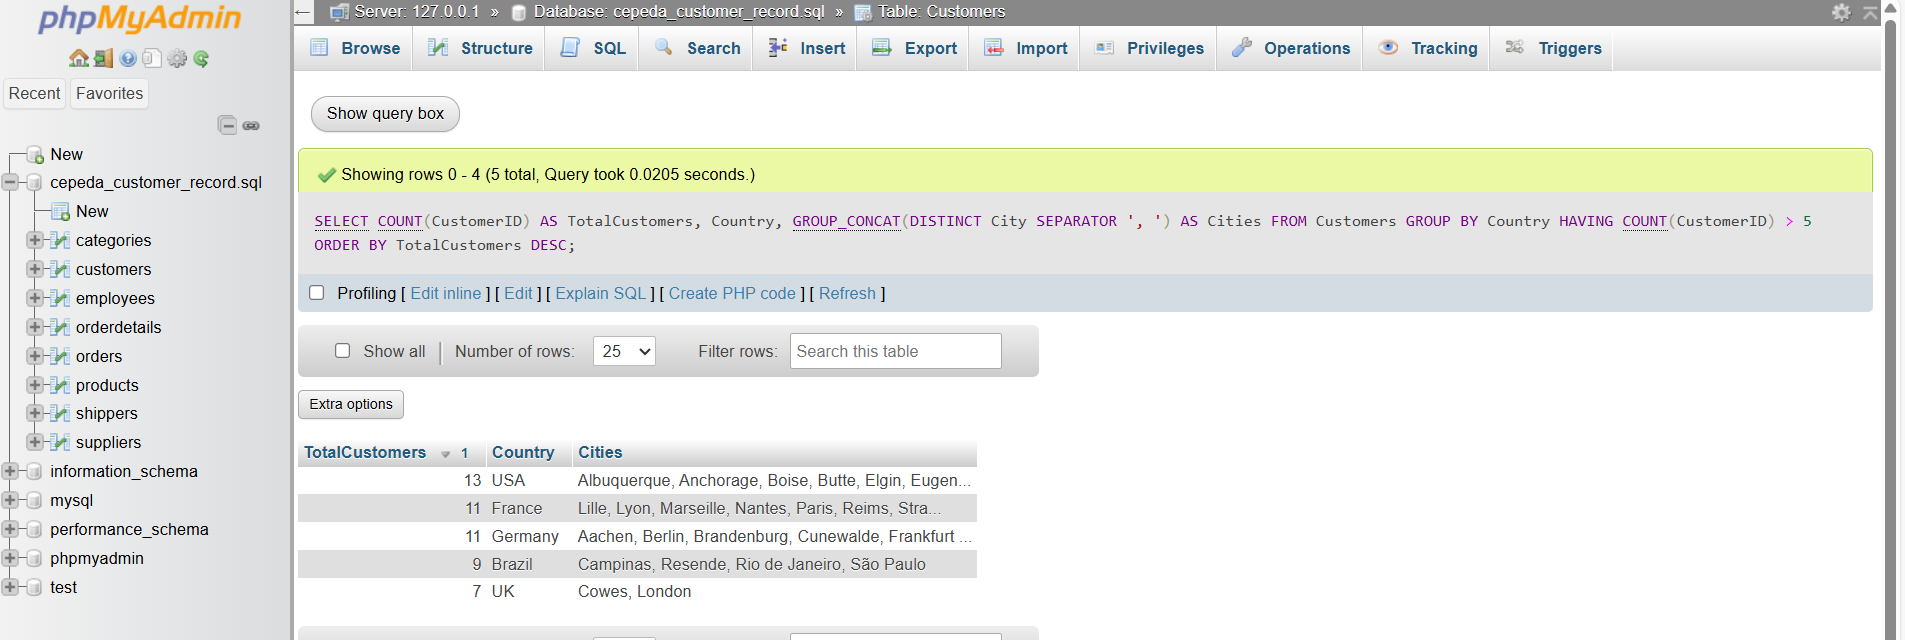 phpMyAdmin
Recent Favorites
New
cepeda_customer_record.sql
New
categories
customers
employees
orderdetails
orders
products
shippers
suppliers
information_schema
mysql
performance_schema
phpmyadmin
test
← Server: 127.0.0.1 » Database: cepeda_customer_record.sql » Table: Customers
Browse Structure SQL Search Insert Export Import Privileges Operations Tracking Triggers
Show query box
Showing rows 0 - 4 (5 total, Query took 0.0205 seconds.)
SELECT COUNT(CustomerID) AS TotalCustomers, Country, GROUP_CONCAT(DISTINCT City SEPARATOR ', ') AS Cities FROM Customers GROUP BY Country HAVING COUNT(CustomerID) > 5
ORDER BY TotalCustomers DESC;
Profiling [ Edit inline ] [ Edit ] [ Explain SQL ] [ Create PHP code ] [ Refresh ]
Show all | Number of rows: 25 Filter rows: Search this table
Extra options
TotalCustomers 1 Country Cities
13 USA Albuquerque, Anchorage, Boise, Butte, Elgin, Eugen...
11 France Lille, Lyon, Marseille, Nantes, Paris, Reims, Stra...
11 Germany Aachen, Berlin, Brandenburg, Cunewalde, Frankfurt ...
9 Brazil Campinas, Resende, Rio de Janeiro, São Paulo
7 UK Cowes, London